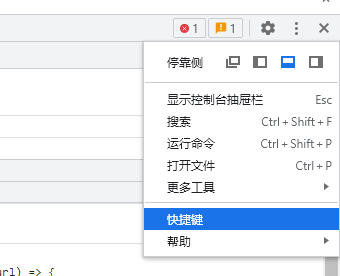 1 1
停靠侧
显示控制台抽屉栏 Esc
搜索 Ctrl + Shift + F
运行命令 Ctrl + Shift + P
打开文件 Ctrl + P
更多工具
快捷键
帮助
url) => {